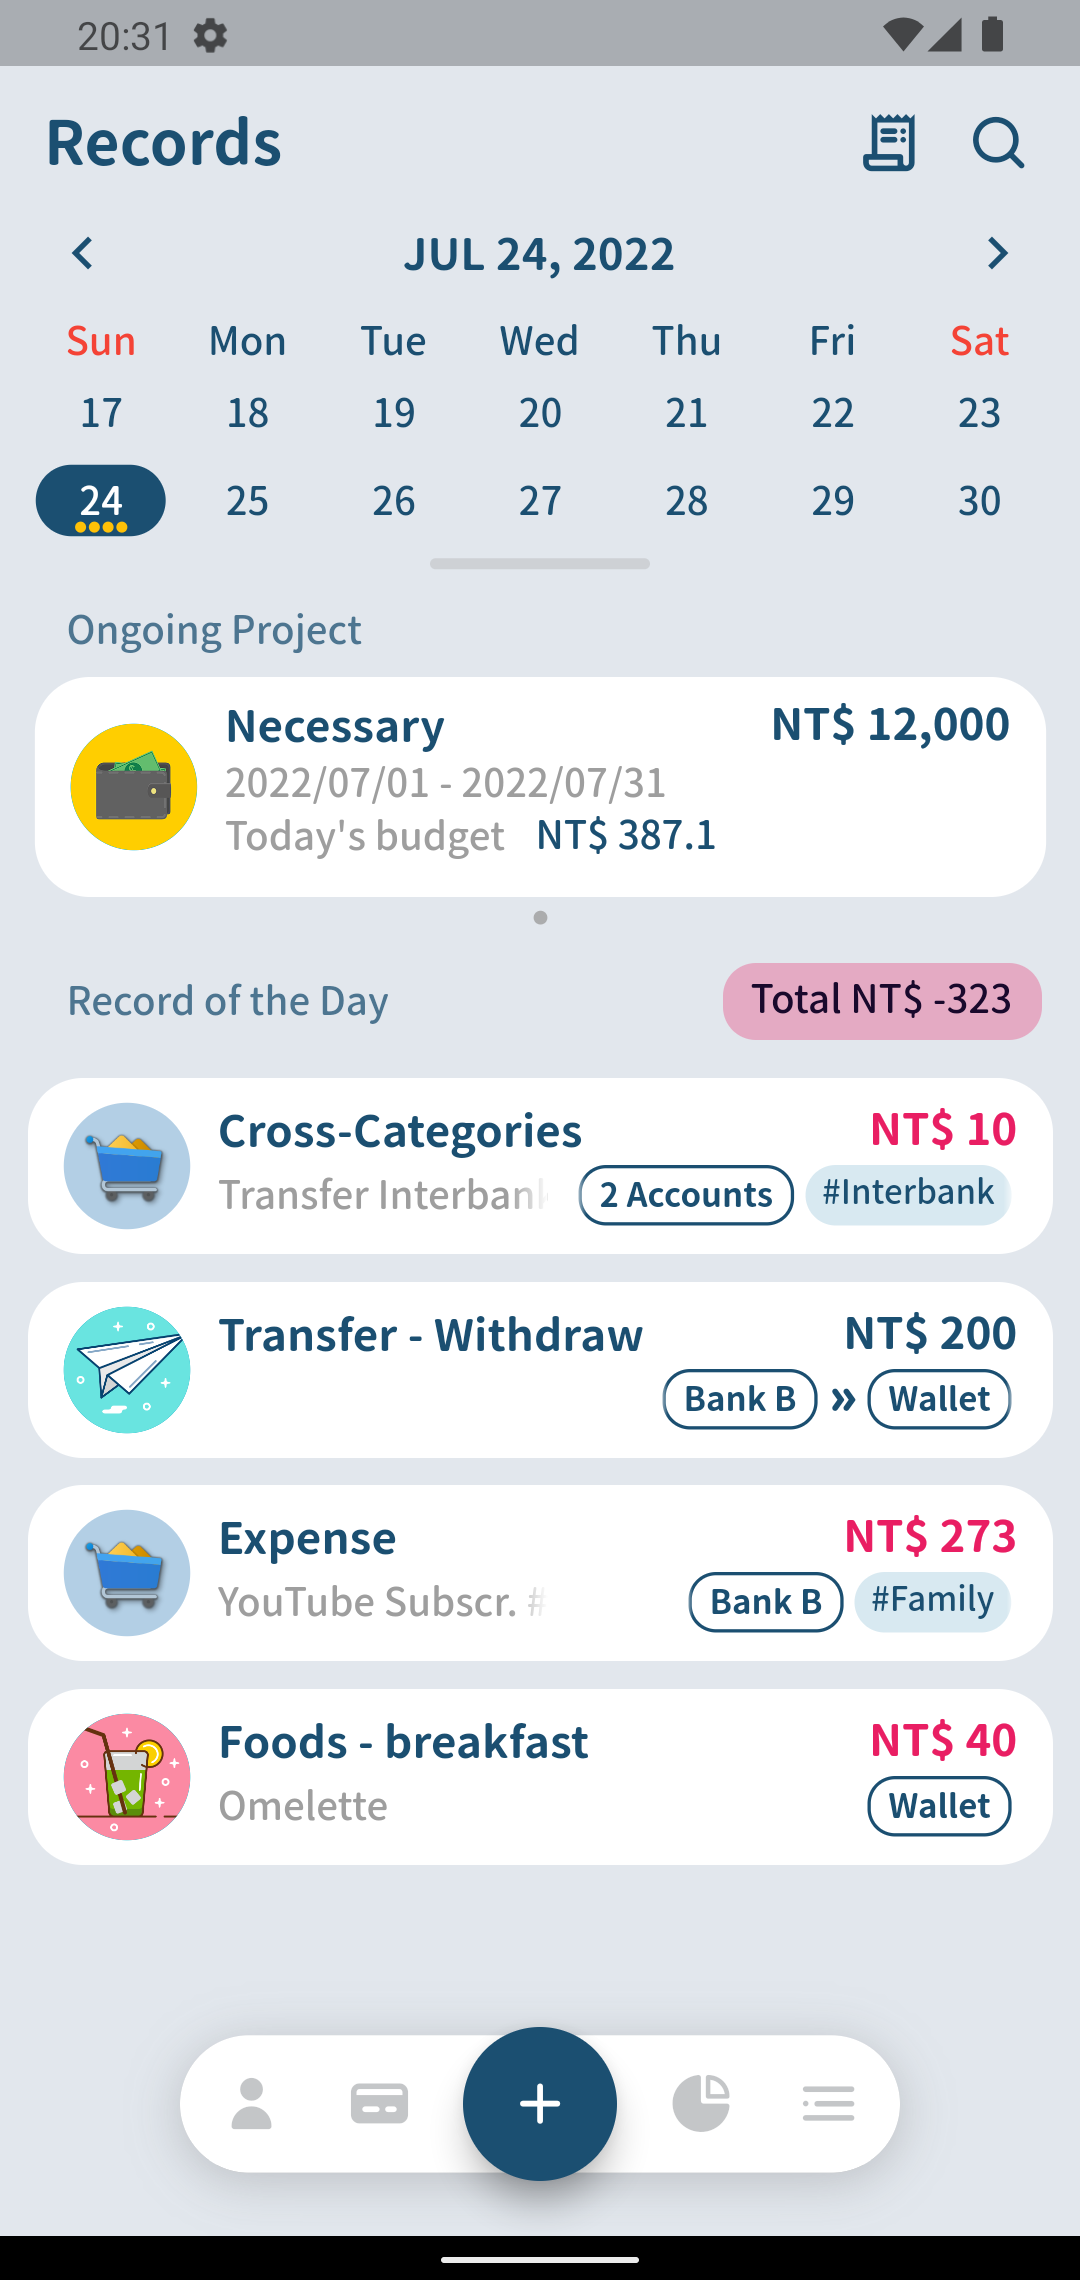 20:31
Records
JUL 24, 2022
Sun Mon Tue Wed Thu Fri Sat
17 18 19 20 21 22 23
24 25 26 27 28 29 30
Ongoing Project
Necessary NT$ 12,000
2022/07/01 - 2022/07/31
Today's budget NT$ 387.1
Record of the Day Total NT$ -323
Cross-Categories NT$ 10
Transfer Interbank 2 Accounts #Interbank
Transfer - Withdraw NT$ 200
Bank B » Wallet
Expense NT$ 273
YouTube Subscr. # Bank B #Family
Foods - breakfast NT$ 40
Omelette Wallet